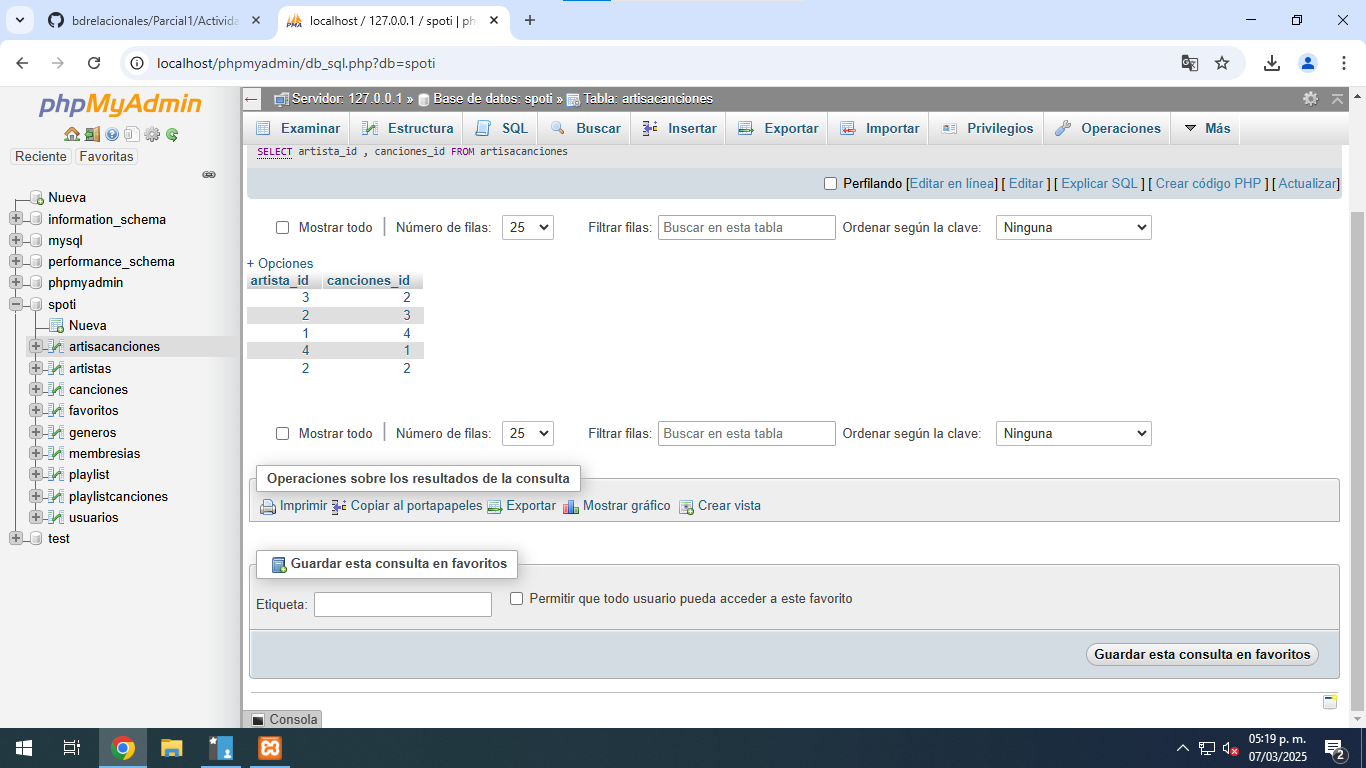 bdrelacionales/Parcial1/Activida
localhost / 127.0.0.1 / spoti | ph
localhost/phpmyadmin/db_sql.php?db=spoti
phpMyAdmin
Reciente Favoritas
Nueva
information_schema
mysql
performance_schema
phpmyadmin
spoti
Nueva
artisacanciones
artistas
canciones
favoritos
generos
membresias
playlist
playlistcanciones
usuarios
test
Servidor: 127.0.0.1 » Base de datos: spoti » Tabla: artisacanciones
Examinar Estructura SQL Buscar Insertar Exportar Importar Privilegios Operaciones Más
SELECT artista_id , canciones_id FROM artisacanciones
Perfilando [Editar en línea] [ Editar ] [ Explicar SQL ] [ Crear código PHP ] [ Actualizar]
Mostrar todo | Número de filas: 25 Filtrar filas: Buscar en esta tabla Ordenar según la clave: Ninguna
+ Opciones
artista_id canciones_id
3 2
2 3
1 4
4 1
2 2
Mostrar todo | Número de filas: 25 Filtrar filas: Buscar en esta tabla Ordenar según la clave: Ninguna
Operaciones sobre los resultados de la consulta
Imprimir Copiar al portapapeles Exportar Mostrar gráfico Crear vista
Guardar esta consulta en favoritos
Etiqueta: Permitir que todo usuario pueda acceder a este favorito
Guardar esta consulta en favoritos
Consola
05:19 p. m.
07/03/2025
2